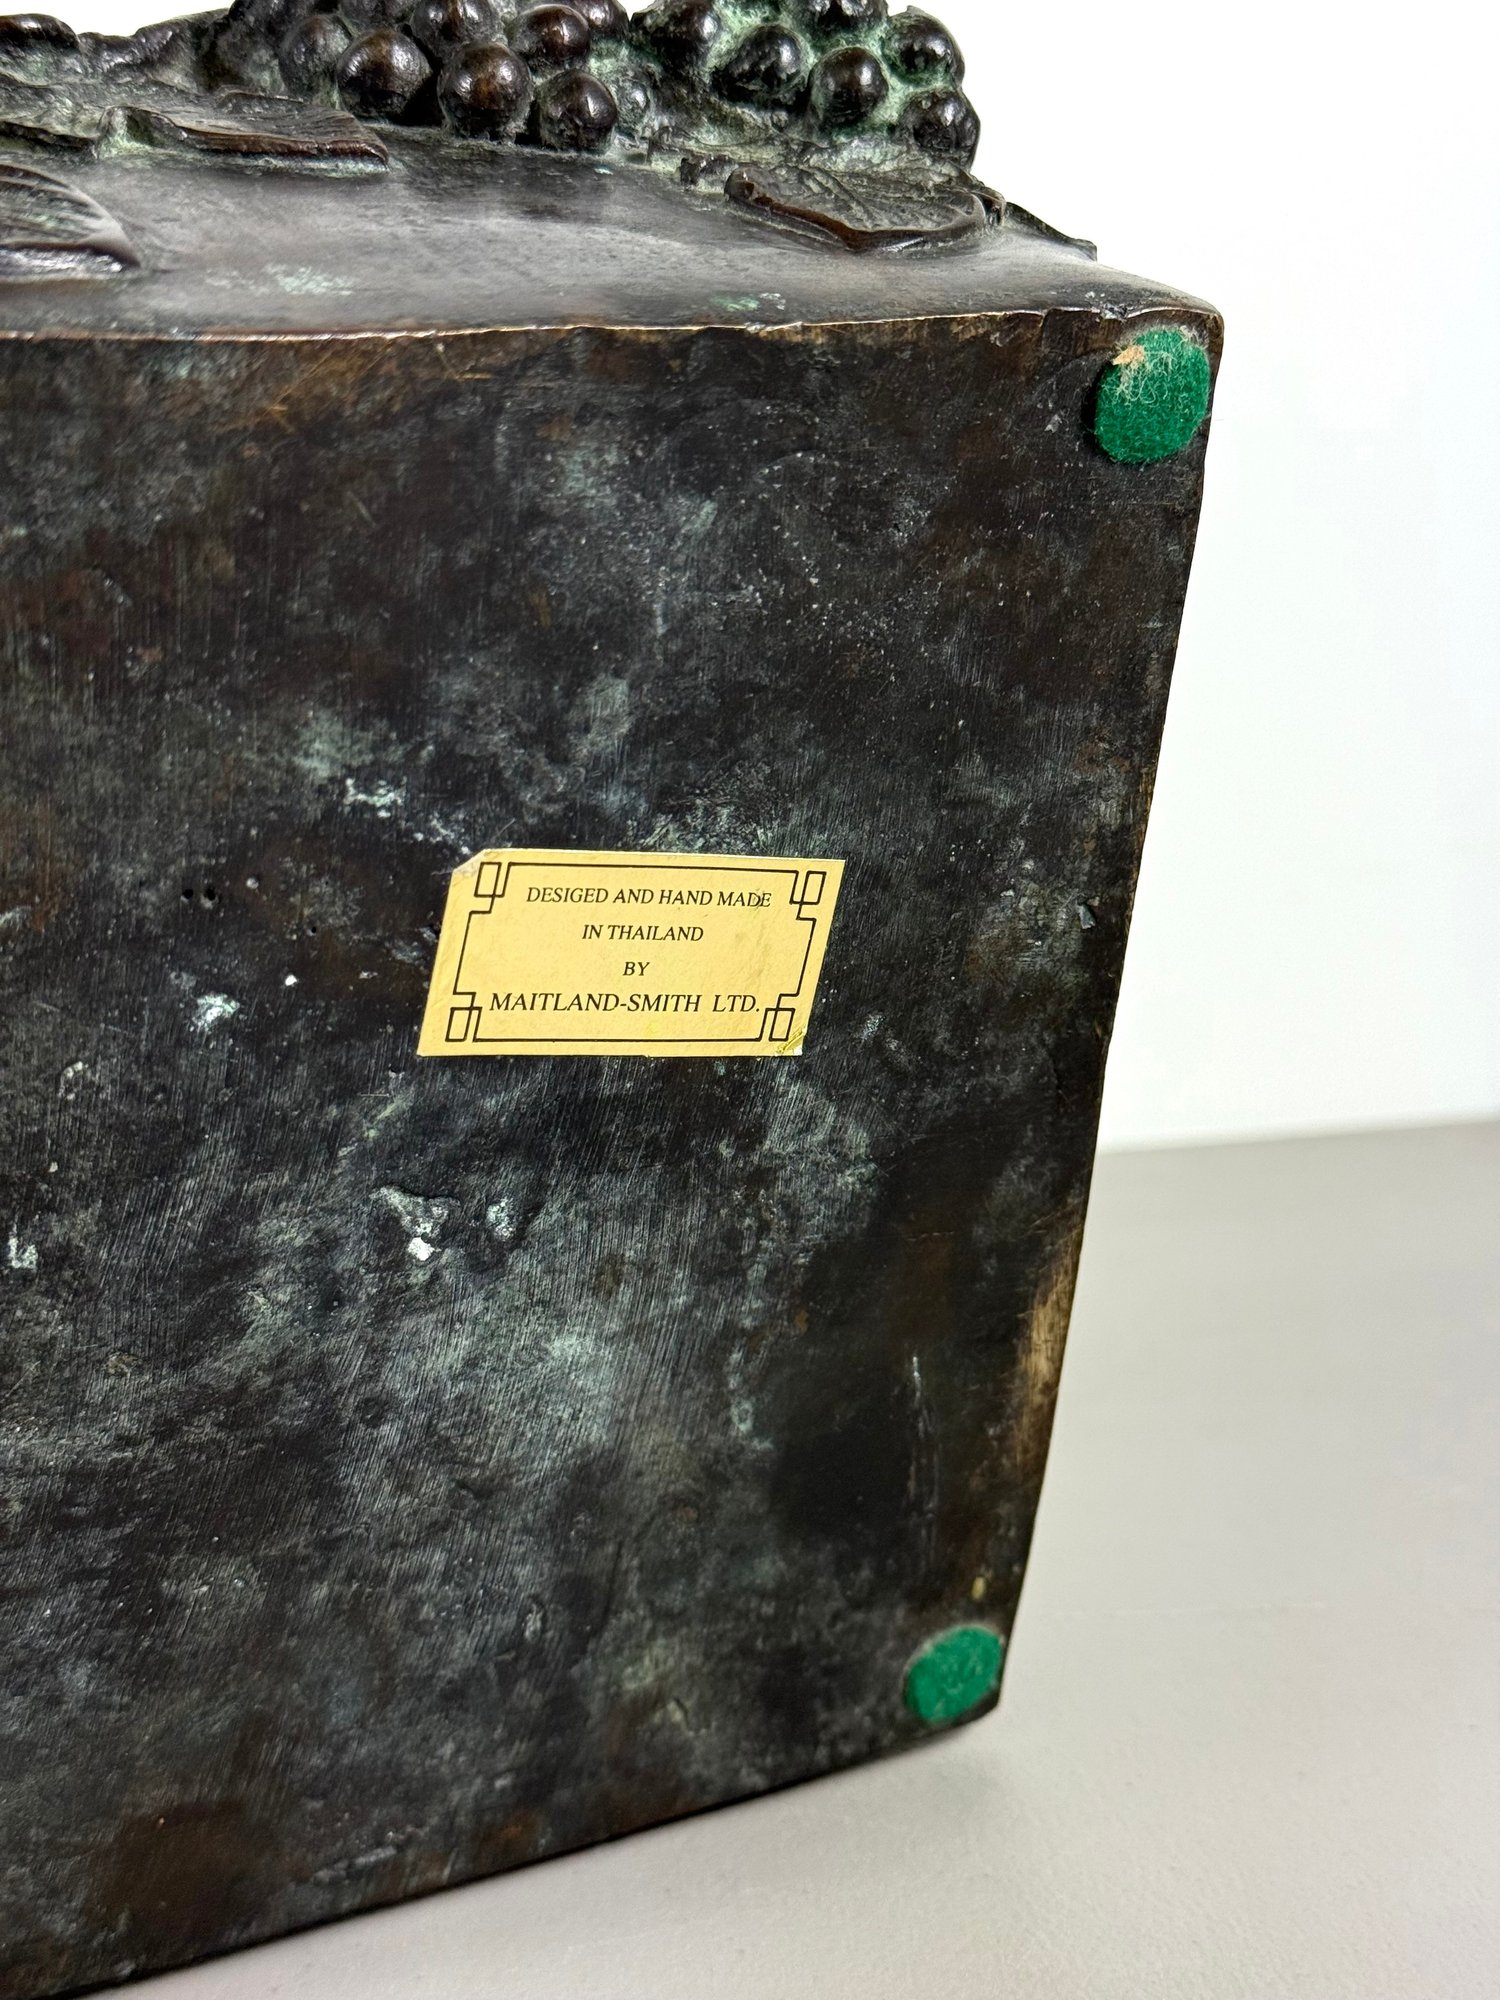 DESIGED AND HAND MADE
IN THAILAND
BY
MAITLAND-SMITH LTD.